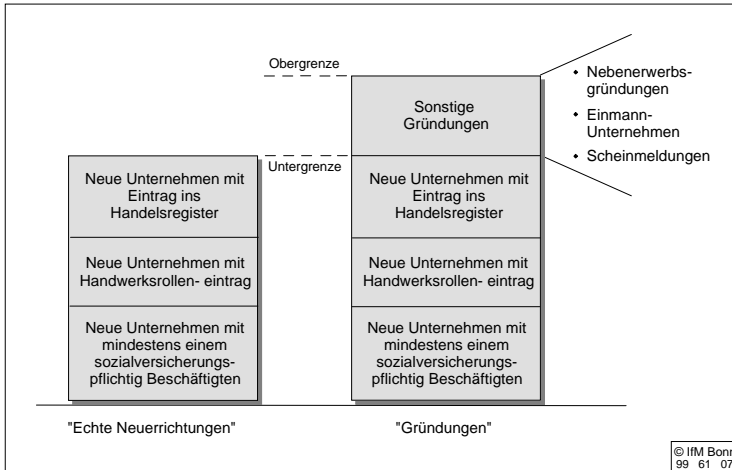 Obergrenze
Sonstige
Gründungen
• Nebenerwerbs-
gründungen
• Einmann-
Unternehmen
• Scheinmeldungen
Untergrenze
Neue Unternehmen mit
Eintrag ins
Handelsregister
Neue Unternehmen mit
Handwerksrollen- eintrag
Neue Unternehmen mit
mindestens einem
sozialversicherungs-
pflichtig Beschäftigten
Neue Unternehmen mit
Eintrag ins
Handelsregister
Neue Unternehmen mit
Handwerksrollen- eintrag
Neue Unternehmen mit
mindestens einem
sozialversicherungs-
pflichtig Beschäftigten
"Echte Neuerrichtungen"
"Gründungen"
© IfM Bonn
99 61 07